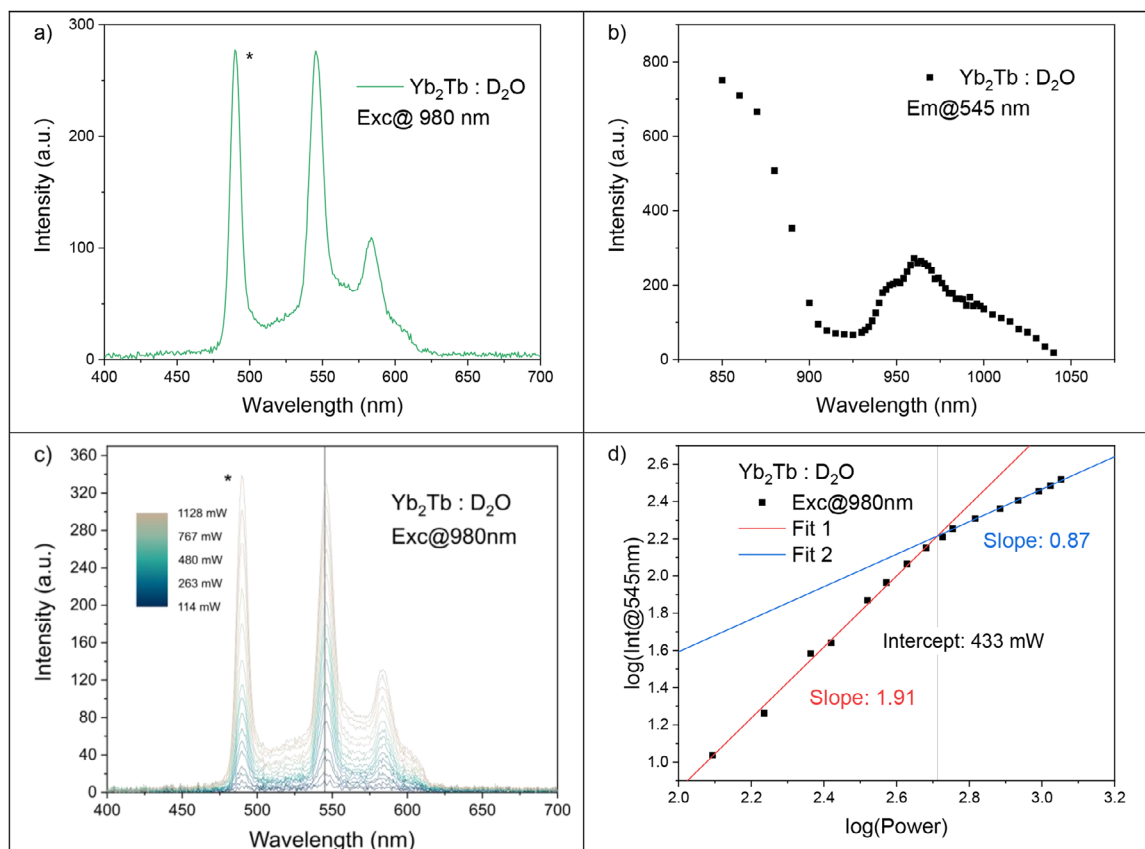 a)
300
200
100
0
400
450
500
550
600
650
700
Intensity (a.u.)
Wavelength (nm)
*
Yb₂Tb : D₂O
Exc@ 980 nm
b)
800
600
400
200
0
850
900
950
1000
1050
Intensity (a.u.)
Wavelength (nm)
Yb₂Tb : D₂O
Em@545 nm
c)
360
320
280
240
200
160
120
80
40
0
400
450
500
550
600
650
700
Intensity (a.u.)
Wavelength (nm)
*
1128 mW
767 mW
480 mW
263 mW
114 mW
Yb₂Tb : D₂O
Exc@980nm
d)
2.6
2.4
2.2
2.0
1.8
1.6
1.4
1.2
1.0
2.0
2.2
2.4
2.6
2.8
3.0
3.2
log(Int@545nm)
log(Power)
Yb₂Tb : D₂O
Exc@980nm
Fit 1
Fit 2
Slope: 0.87
Intercept: 433 mW
Slope: 1.91